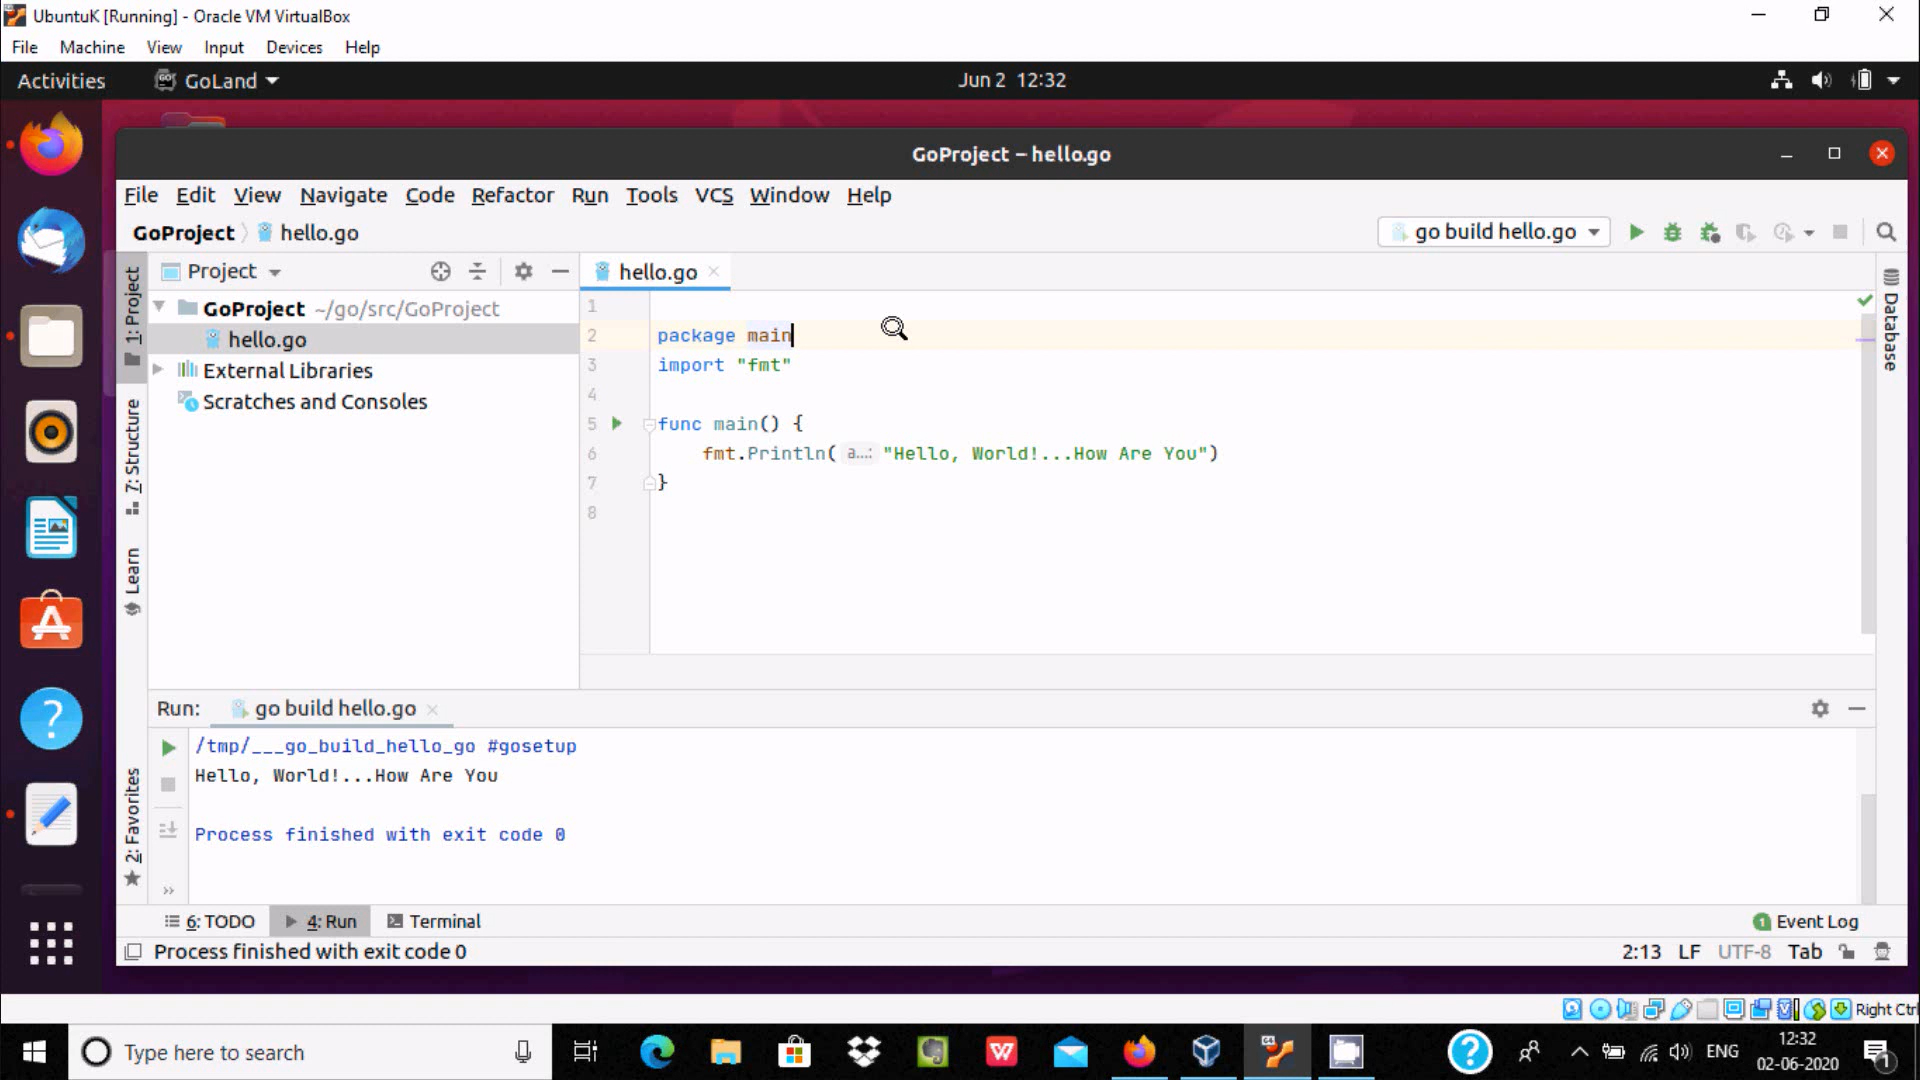 UbuntuK [Running] - Oracle VM VirtualBox
File Machine View Input Devices Help
Activities GoLand Jun 2 12:32
GoProject – hello.go
File Edit View Navigate Code Refactor Run Tools VCS Window Help
GoProject hello.go go build hello.go
1: Project
7: Structure
Learn
2: Favorites
Project
GoProject ~/go/src/GoProject
hello.go
External Libraries
Scratches and Consoles
hello.go
1
2 package main
3 import "fmt"
4
5 func main() {
6 fmt.Println( a...: "Hello, World!...How Are You")
7 }
8
Database
Run: go build hello.go
/tmp/___go_build_hello_go #gosetup
Hello, World!...How Are You
Process finished with exit code 0
6: TODO 4: Run Terminal 1 Event Log
Process finished with exit code 0 2:13 LF UTF-8 Tab
Right Ctrl
Type here to search ENG 12:32
02-06-2020 1